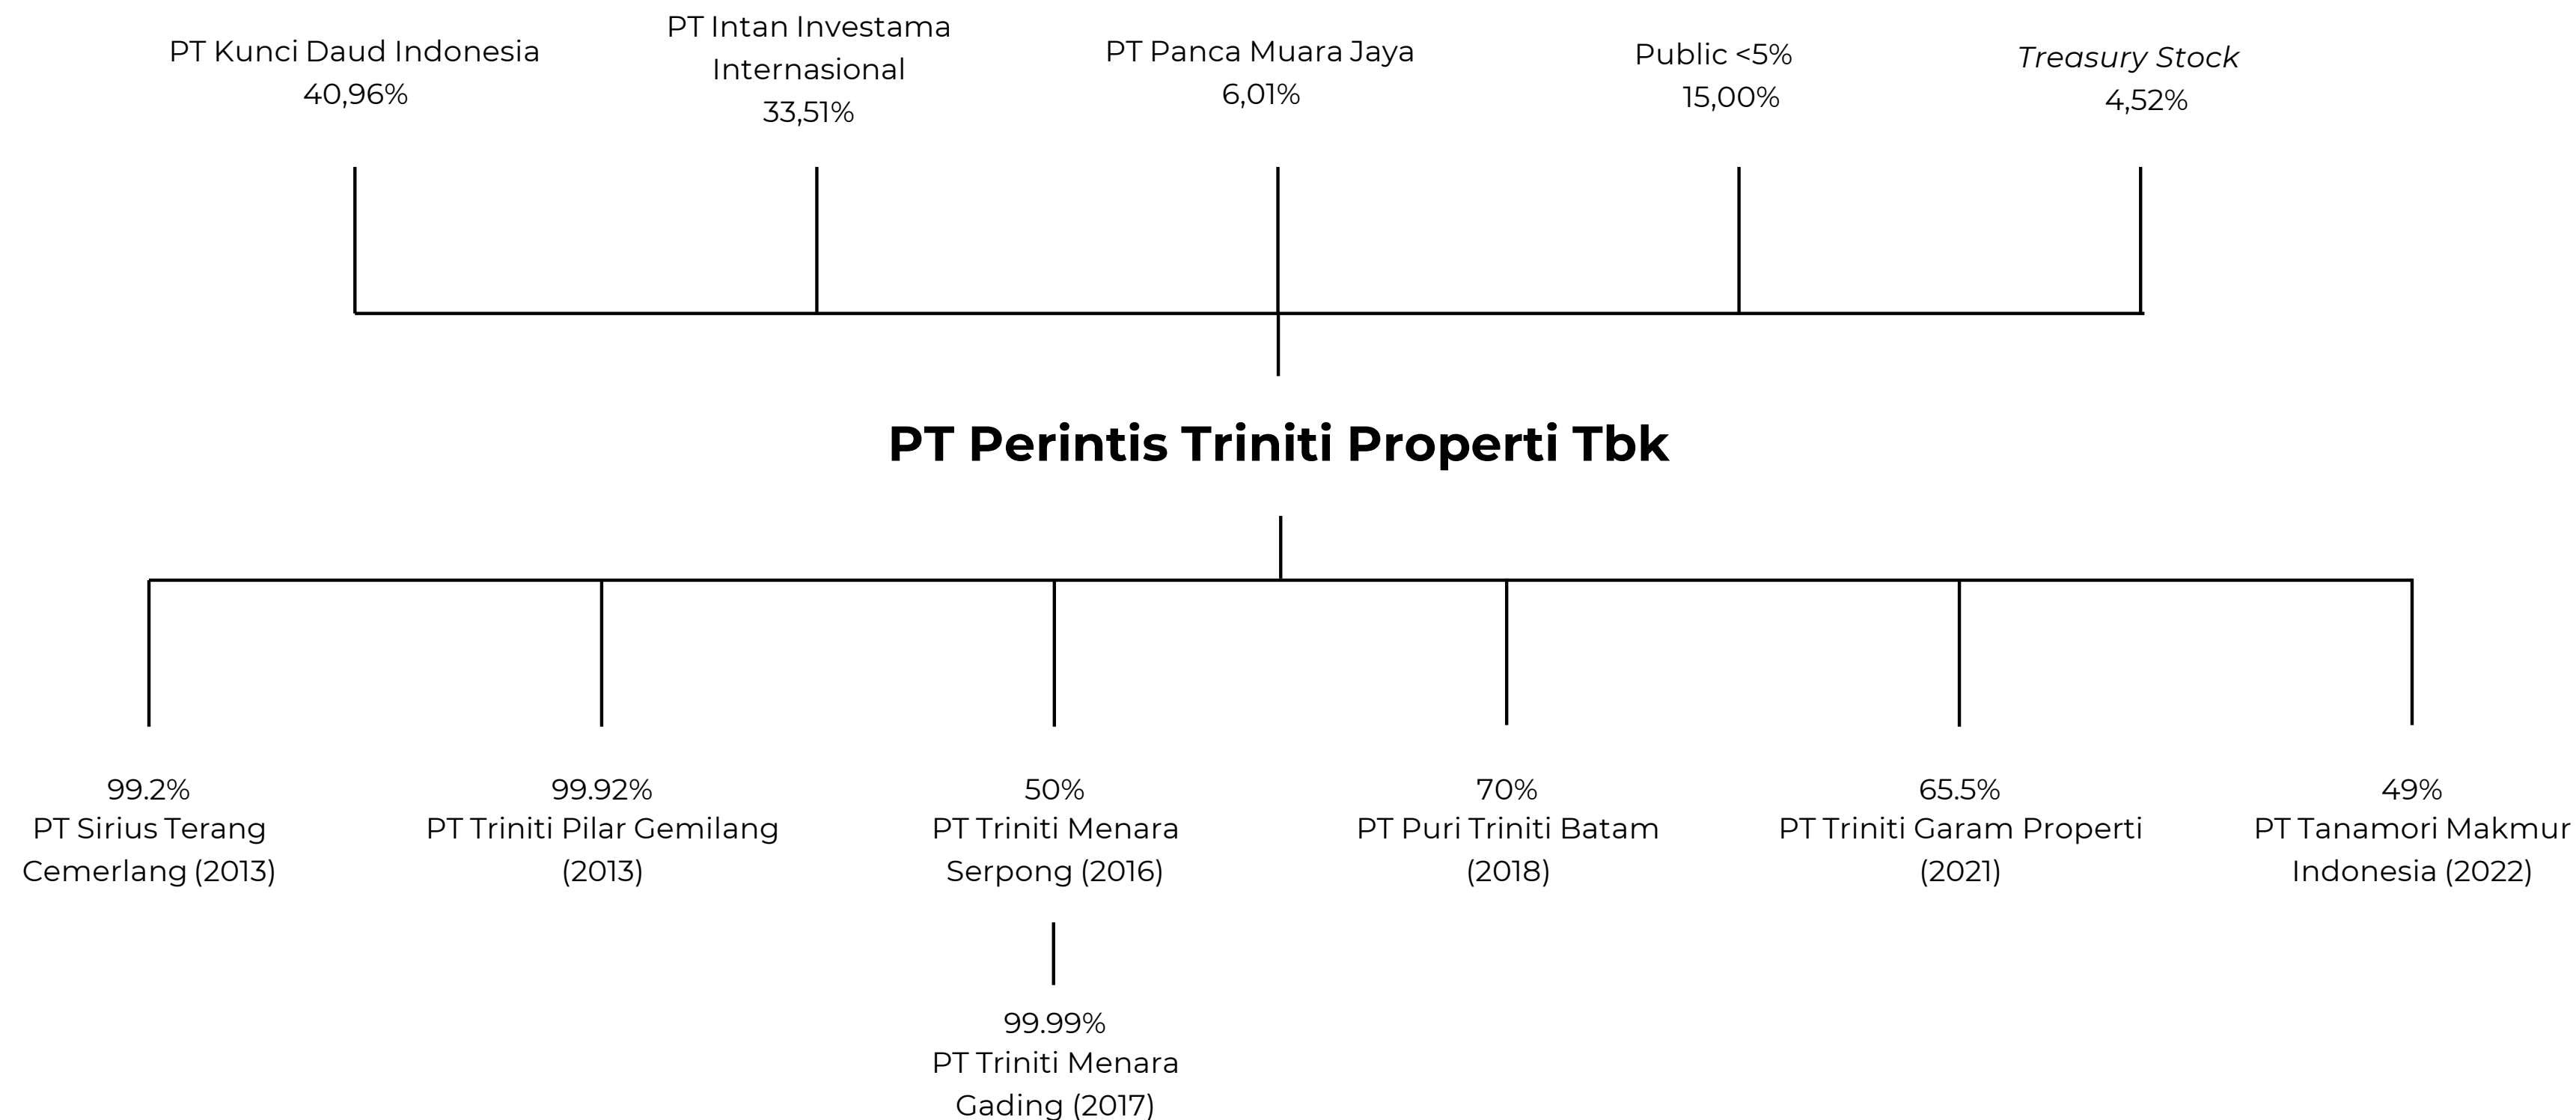 PT Kunci Daud Indonesia
40,96%
PT Intan Investama
Internasional
33,51%
PT Panca Muara Jaya
6,01%
Public <5%
15,00%
Treasury Stock
4,52%
PT Perintis Triniti Properti Tbk
99.2%
PT Sirius Terang
Cemerlang (2013)
99.92%
PT Triniti Pilar Gemilang
(2013)
50%
PT Triniti Menara
Serpong (2016)
70%
PT Puri Triniti Batam
(2018)
65.5%
PT Triniti Garam Properti
(2021)
49%
PT Tanamori Makmur
Indonesia (2022)
99.99%
PT Triniti Menara
Gading (2017)